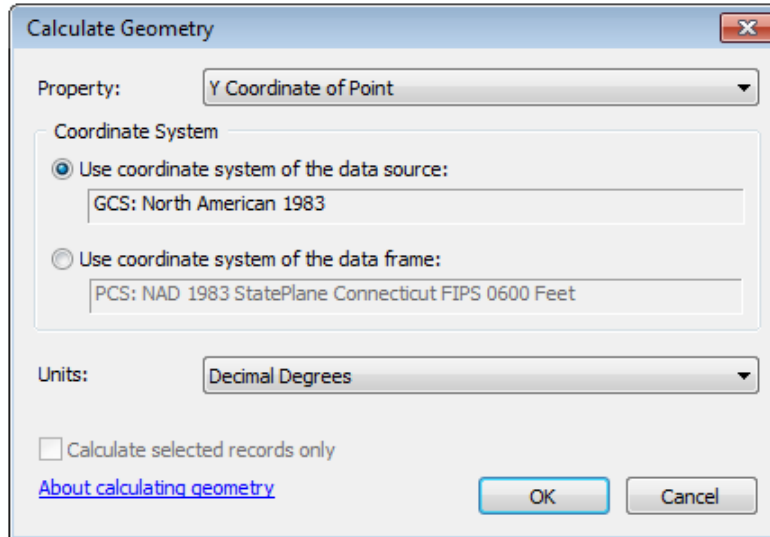 Calculate Geometry
Property: Y Coordinate of Point
Coordinate System
Use coordinate system of the data source:
GCS: North American 1983
Use coordinate system of the data frame:
PCS: NAD 1983 StatePlane Connecticut FIPS 0600 Feet
Units: Decimal Degrees
Calculate selected records only
About calculating geometry OK Cancel